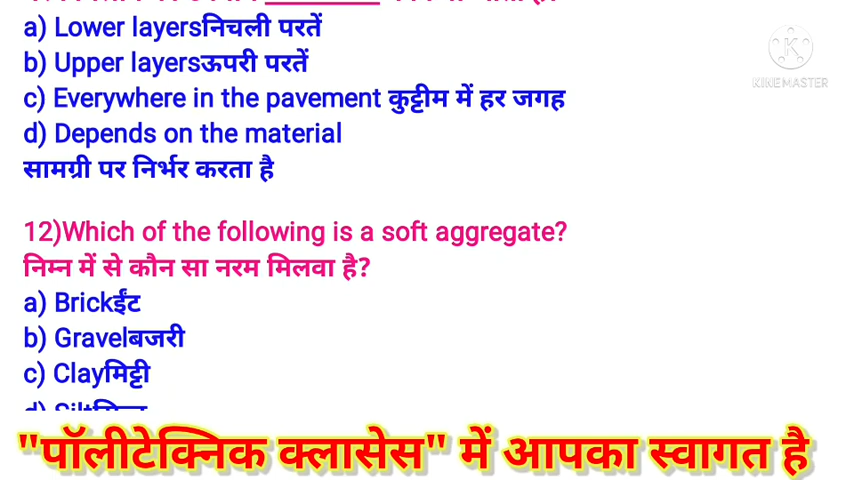 a) Lower layersनिचली परतें
b) Upper layersऊपरी परतें
c) Everywhere in the pavement कुट्टीम में हर जगह
d) Depends on the material
सामग्री पर निर्भर करता है
12)Which of the following is a soft aggregate?
निम्न में से कौन सा नरम मिलवा है?
a) Brickईंट
b) Gravelबजरी
c) Clayमिट्टी
"पॉलीटेक्निक क्लासेस" में आपका स्वागत है
K
KINEMASTER